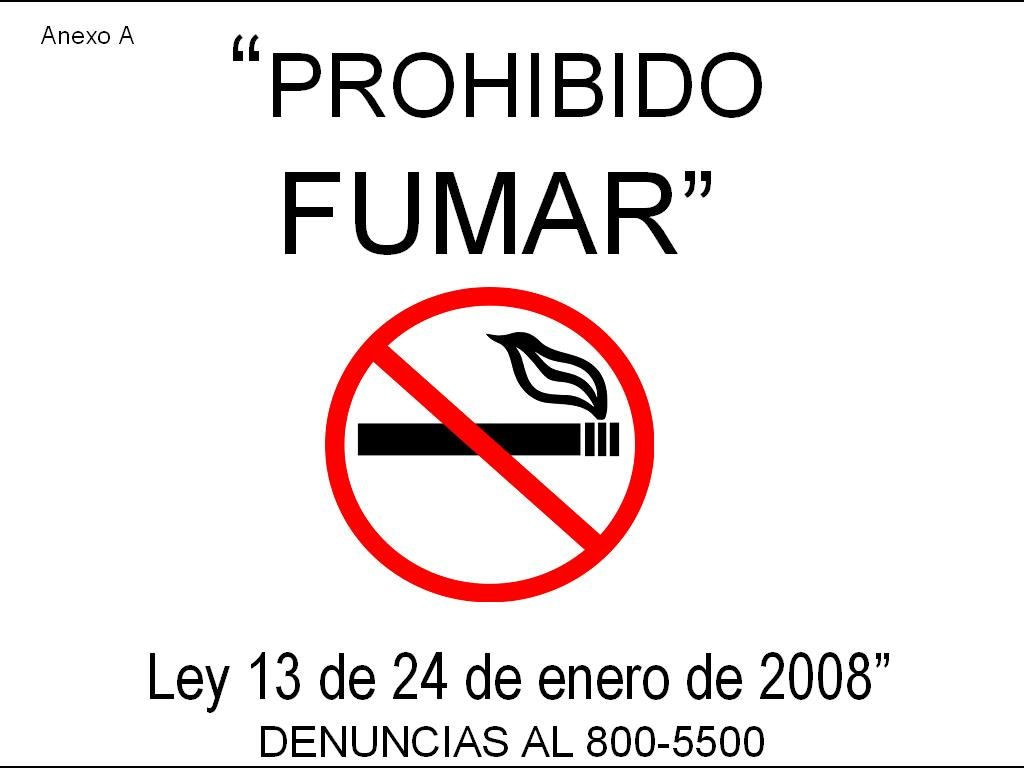 Anexo A
“PROHIBIDO
FUMAR”
Ley 13 de 24 de enero de 2008”
DENUNCIAS AL 800-5500